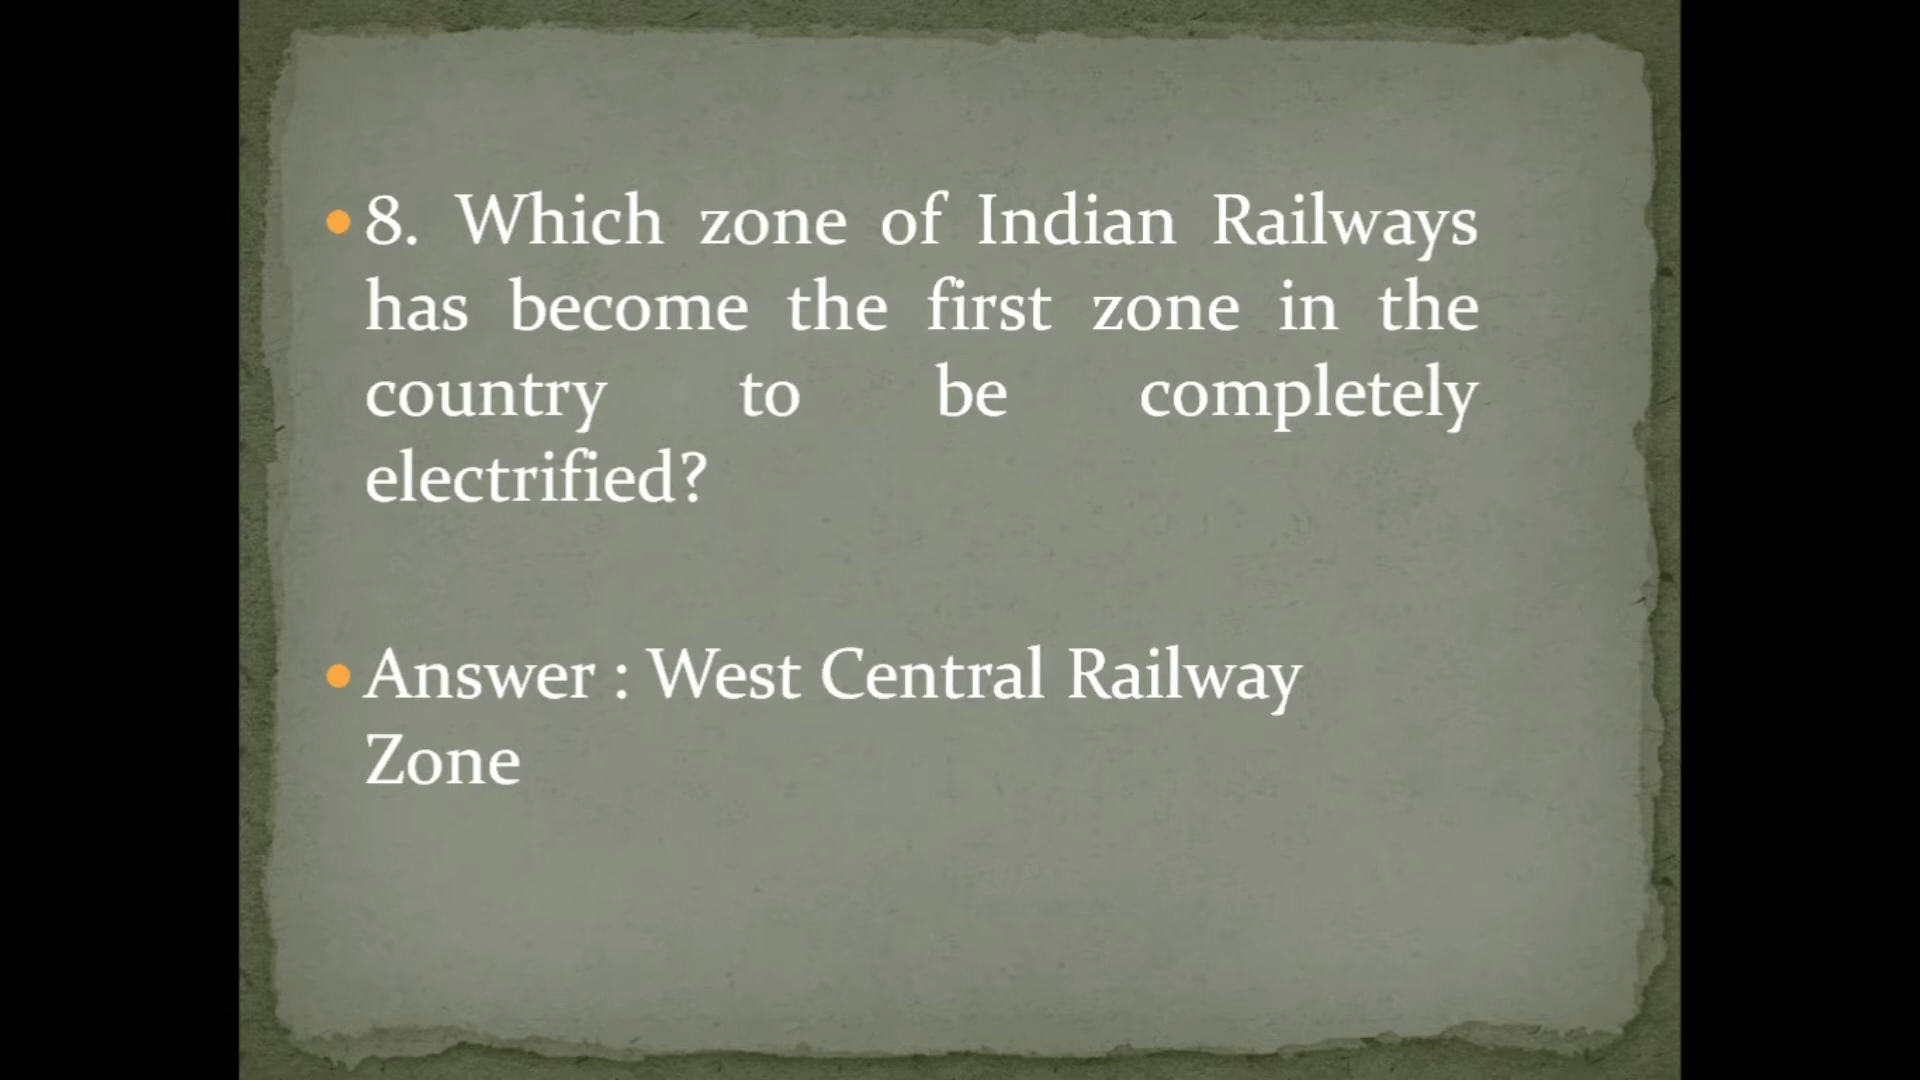 • 8. Which zone of Indian Railways
has become the first zone in the
country to be completely
electrified?
• Answer : West Central Railway
Zone